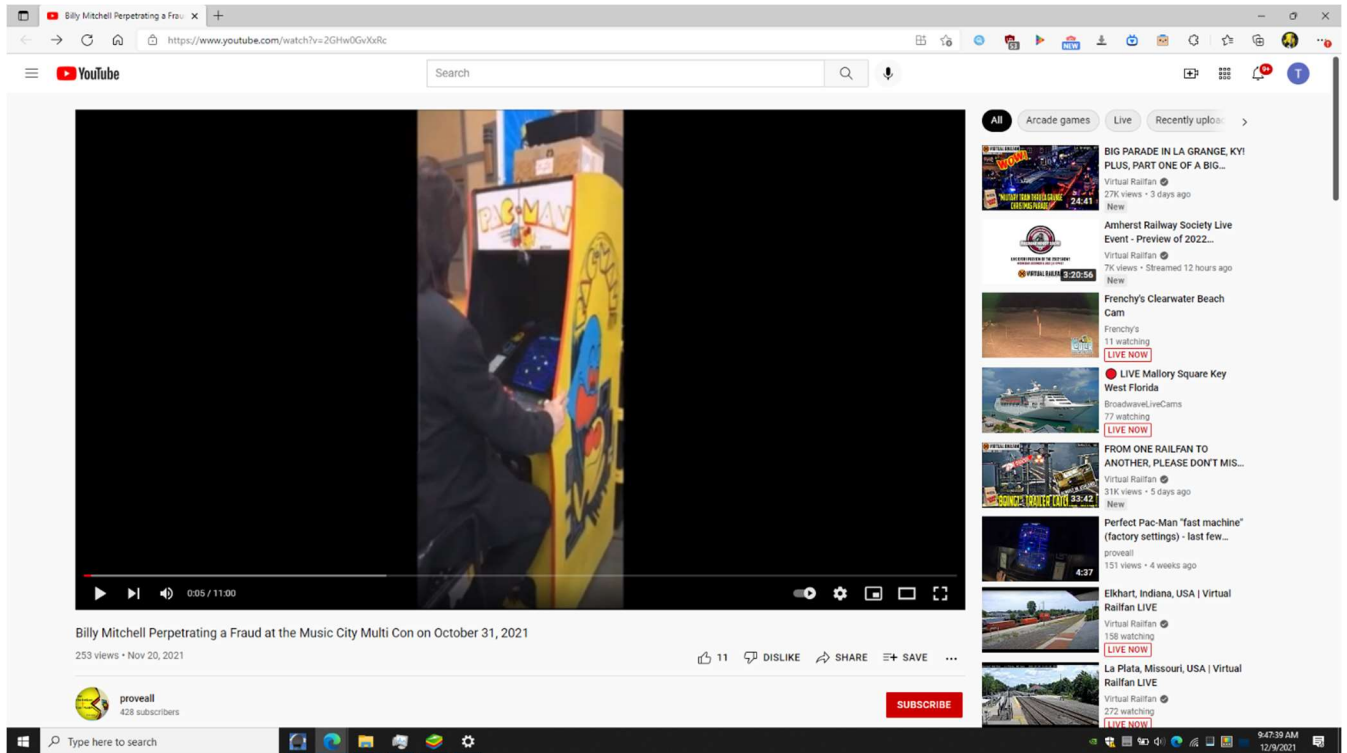 Billy Mitchell Perpetrating a Frau
https://www.youtube.com/watch?v=2GHw0GvXxRc
53
NEW
YouTube
Search
9+
T
PAC-MAN
0:05 / 11:00
Billy Mitchell Perpetrating a Fraud at the Music City Multi Con on October 31, 2021
253 views • Nov 20, 2021
11 DISLIKE SHARE SAVE
proveall
428 subscribers
SUBSCRIBE
All Arcade games Live Recently uploa
WOW!
24:41
BIG PARADE IN LA GRANGE, KY!
PLUS, PART ONE OF A BIG...
Virtual Railfan
27K views • 3 days ago
New
VIRTUAL RAILFAN
3:20:56
Amherst Railway Society Live
Event - Preview of 2022...
Virtual Railfan
7K views • Streamed 12 hours ago
New
Frenchy's Clearwater Beach
Cam
Frenchy's
11 watching
LIVE NOW
LIVE Mallory Square Key
West Florida
BroadwaveLiveCams
77 watching
LIVE NOW
33:42
FROM ONE RAILFAN TO
ANOTHER, PLEASE DON'T MIS...
Virtual Railfan
31K views • 5 days ago
New
4:37
Perfect Pac-Man "fast machine"
(factory settings) - last few...
proveall
151 views • 4 weeks ago
Elkhart, Indiana, USA | Virtual
Railfan LIVE
Virtual Railfan
158 watching
LIVE NOW
La Plata, Missouri, USA | Virtual
Railfan LIVE
Virtual Railfan
272 watching
LIVE NOW
Type here to search
9:47:39 AM
12/9/2021